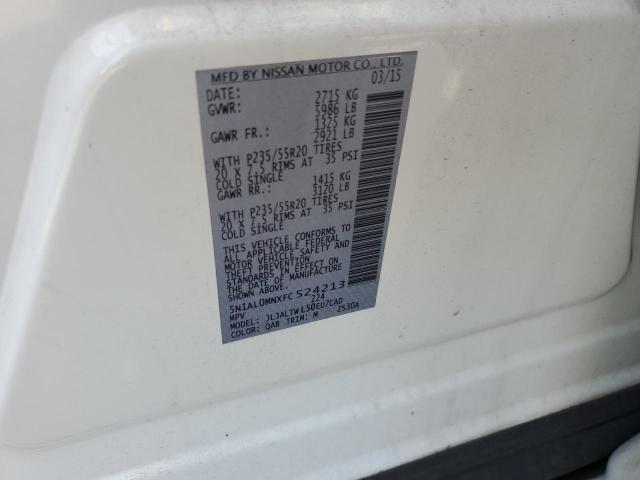 MFD BY NISSAN MOTOR CO., LTD.
DATE: 03/15
GVWR: 2715 KG
5986 LB
GAWR FR.: 1325 KG
2921 LB
WITH P235/55R20 TIRES
20 X 7.5 RIMS AT 35 PSI
COLD SINGLE
GAWR RR.: 1415 KG
3120 LB
WITH P235/55R20 TIRES
20 X 7.5 RIMS AT 35 PSI
COLD SINGLE
THIS VEHICLE CONFORMS TO
ALL APPLICABLE FEDERAL
MOTOR VEHICLE SAFETY AND
THEFT PREVENTION
STANDARDS IN EFFECT ON
THE DATE OF MANUFACTURE
SHOWN ABOVE.
5N1AL0MNXFC524213
MPV 224
MODEL: JLJALTWL50EU7CAD
COLOR: QAB TRIM: M ZS30A